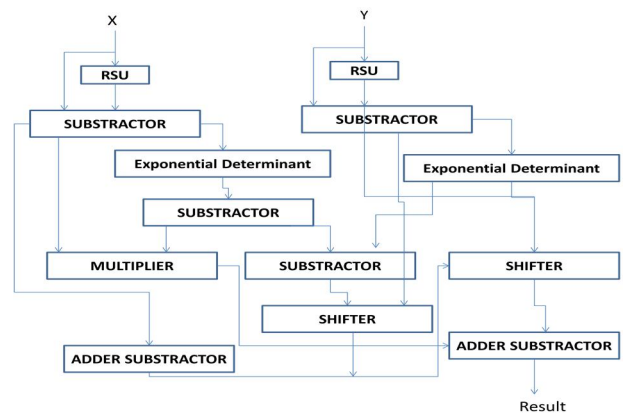 X
Y
RSU
RSU
SUBSTRACTOR
SUBSTRACTOR
Exponential Determinant
Exponential Determinant
SUBSTRACTOR
MULTIPLIER
SUBSTRACTOR
SHIFTER
SHIFTER
ADDER SUBSTRACTOR
ADDER SUBSTRACTOR
Result